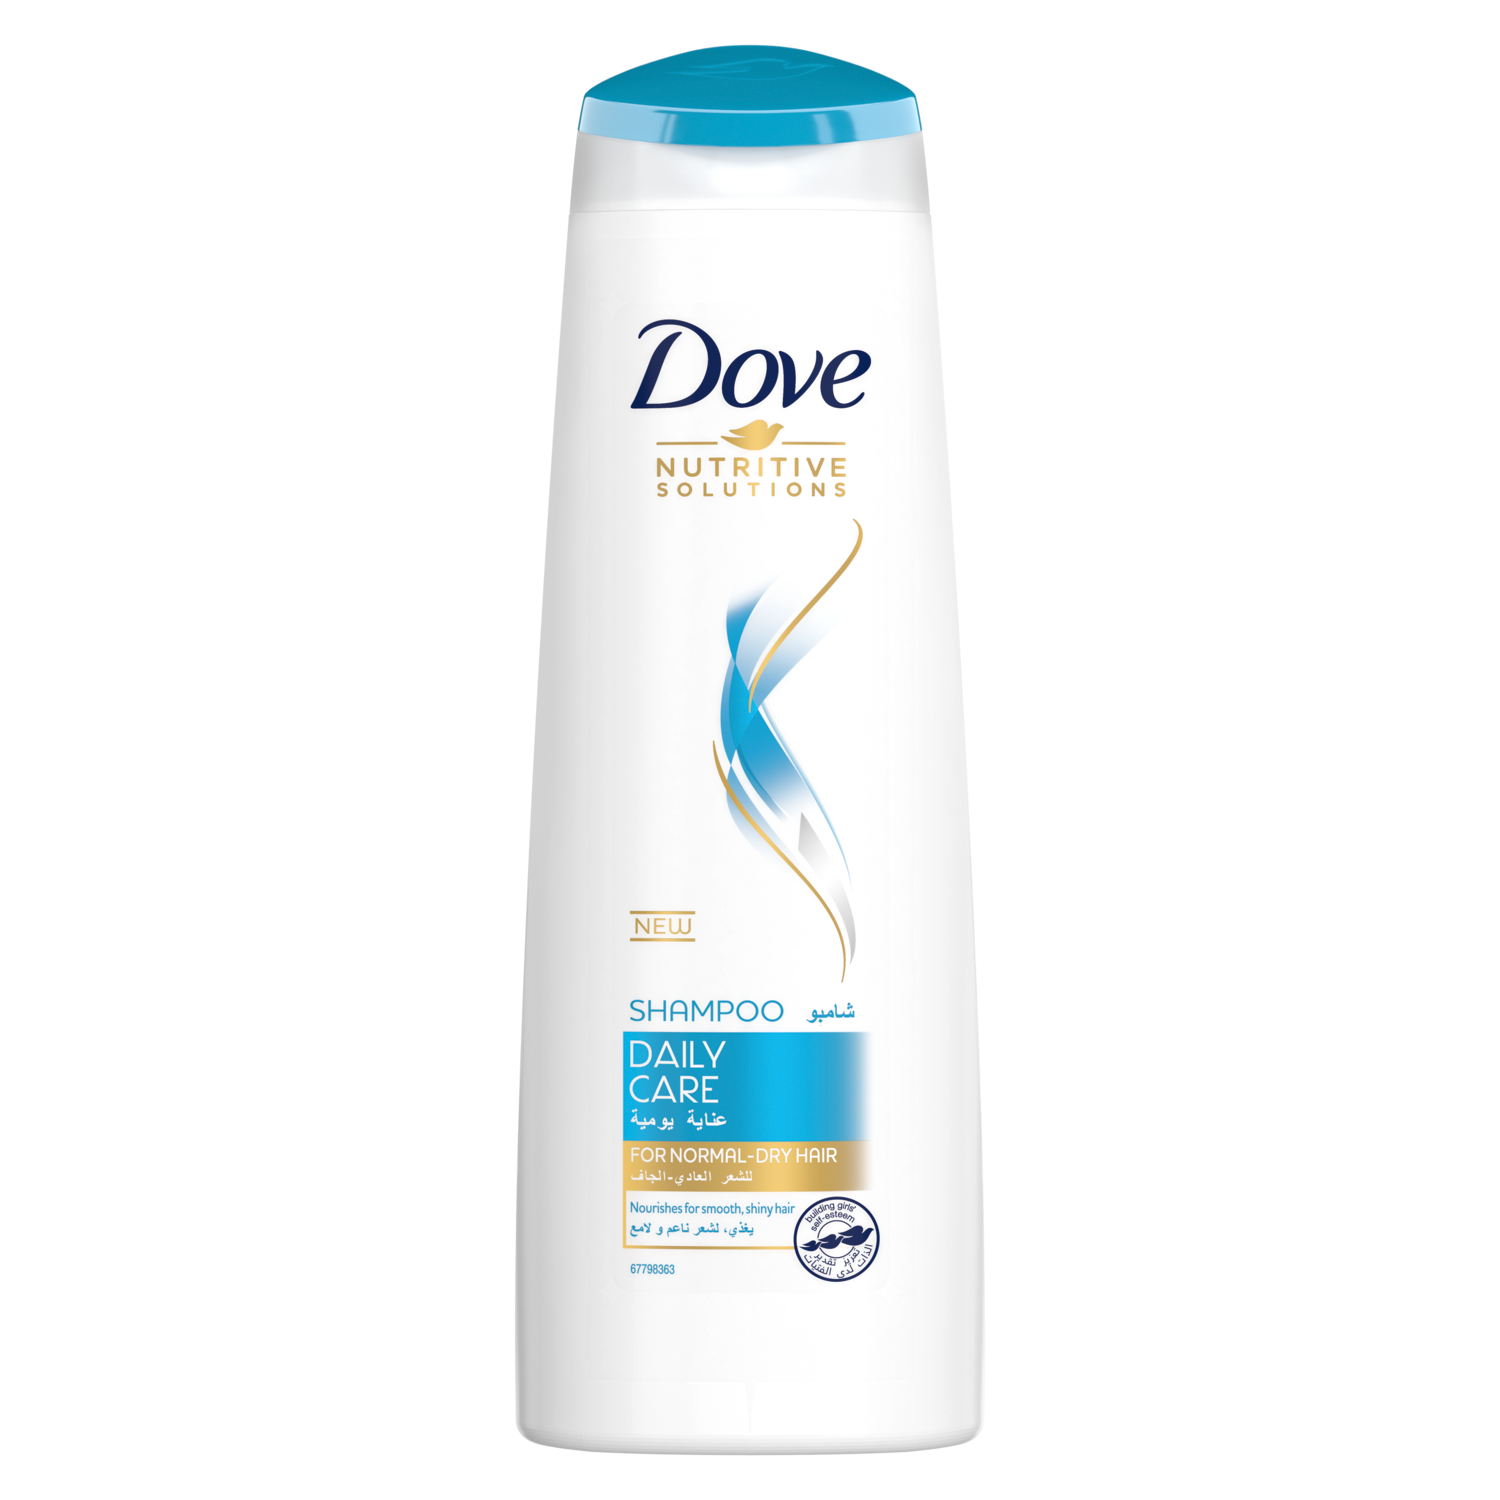 Dove
NUTRITIVE
SOLUTIONS
NEW
SHAMPOO شامبو
DAILY
CARE
عناية يومية
FOR NORMAL-DRY HAIR
للشعر العادي-الجاف
Nourishes for smooth, shiny hair
يغذي، لشعر ناعم و لامع
building girls'
self-esteem
تعزيز تقدير
الذات لدى الفتيات
67798363